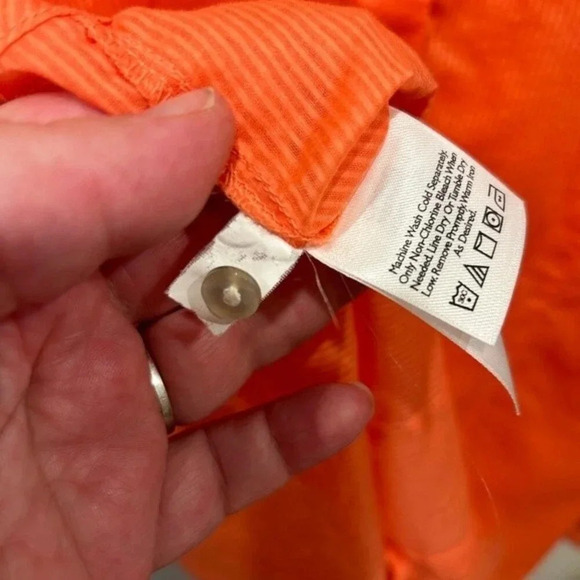 Machine Wash Cold Separately.
Only Non-Chlorine Bleach When
Needed. Line Dry Or Tumble Dry
Low. Remove Promptly. Warm Iron
As Desired.